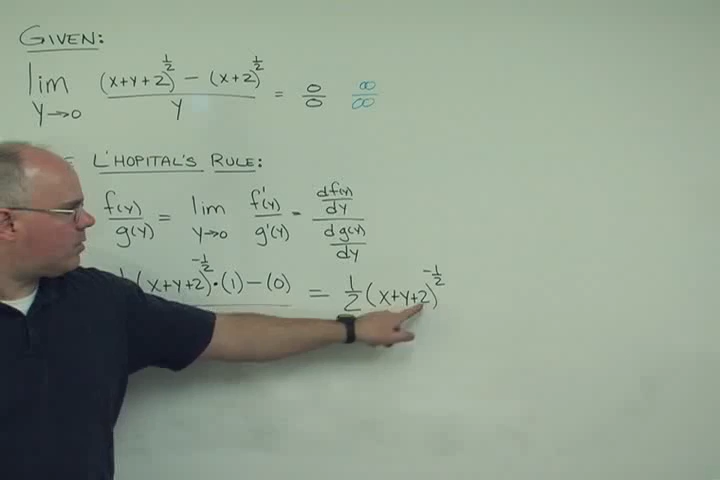 GIVEN:
lim y→0 ((x+y+2)^(1/2) − (x+2)^(1/2)) / y = 0/0 ∞/∞
L'HOPITAL'S RULE:
f(y)/g(y) = lim y→0 f'(y)/g'(y) = (df(y)/dy) / (dg(y)/dy)
(x+y+2)^(-1/2) • (1) − (0) = 1/2 (x+y+2)^(-1/2)